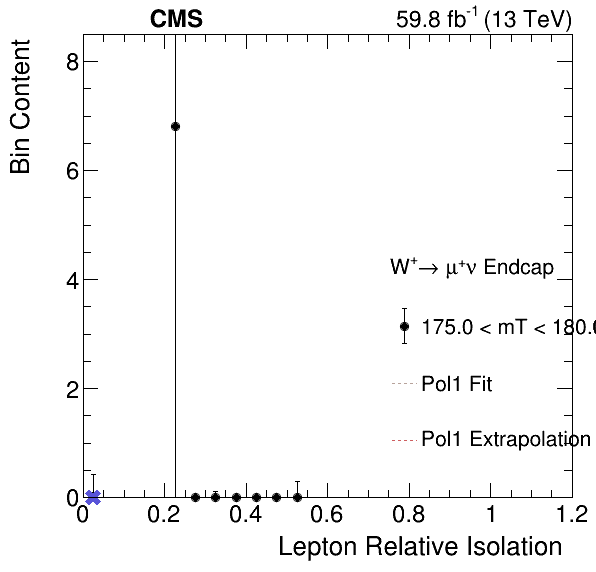 CMS
59.8 fb⁻¹ (13 TeV)
Bin Content
8
6
4
2
0
W⁺→ μ⁺ν Endcap
175.0 < mT < 180.0
Pol1 Fit
Pol1 Extrapolation
0 0.2 0.4 0.6 0.8 1 1.2
Lepton Relative Isolation